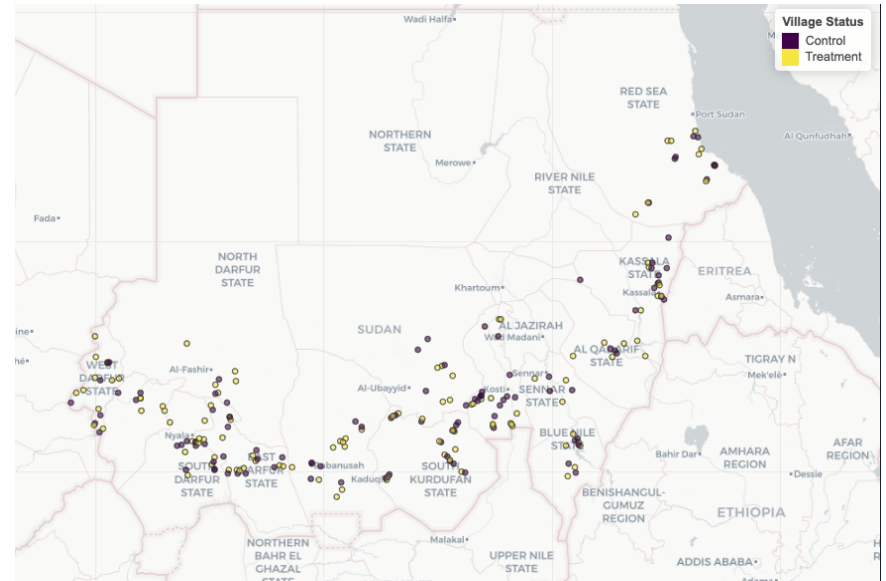 Village Status
Control
Treatment
Wadi Halfa
RED SEA
STATE
Port Sudan
Al Qunfudhah
NORTHERN
STATE
Merowe
RIVER NILE
STATE
Fada
NORTH
DARFUR
STATE
KASSALA
STATE
Kassala
ERITREA
Asmara
Khartoum
SUDAN
AL JAZIRAH
Wad Madani
AL QADARIF
STATE
TIGRAY N
Mek'elè
WEST
DARFUR
STATE
Al-Fashir
Al-Ubayyid
Kosti
Sennar
SENNAR
STATE
BLUE NILE
STATE
Nyala
SOUTH
DARFUR
STATE
EAST
DARFUR
STATE
Babanusah
Kaduqli
SOUTH
KURDUFAN
STATE
Bahir Dar
AMHARA
REGION
AFAR
REGION
Dessie
BENISHANGUL-
GUMUZ
REGION
ETHIOPIA
NORTHERN
BAHR EL
GHAZAL
STATE
Malakal
UPPER NILE
STATE
ADDIS ABABA